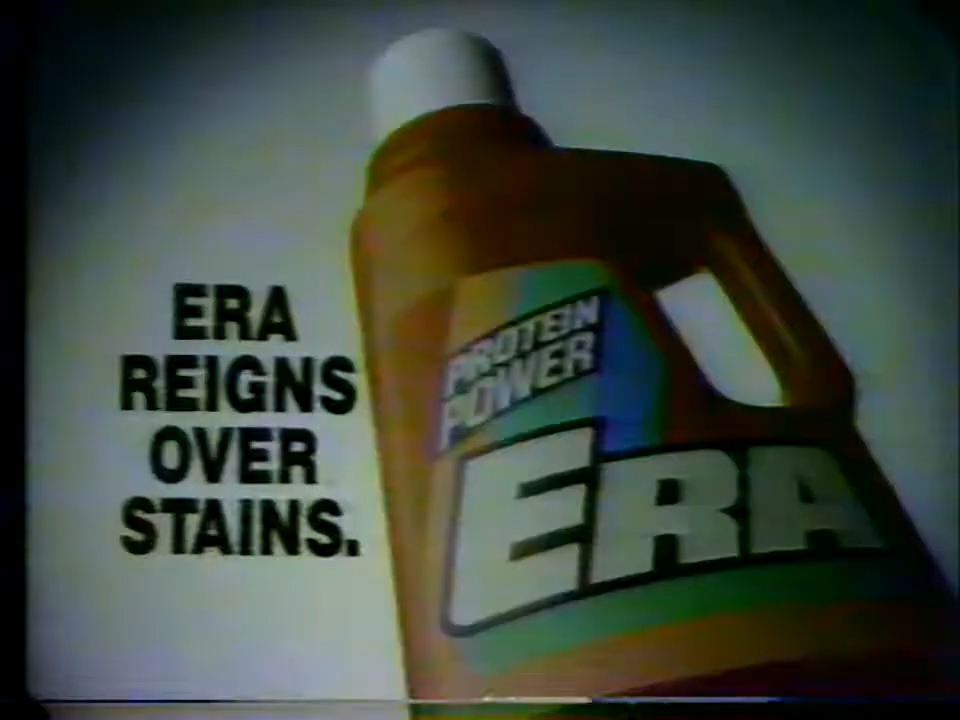 ERA
REIGNS
OVER
STAINS.
PROTEIN
POWER
ERA